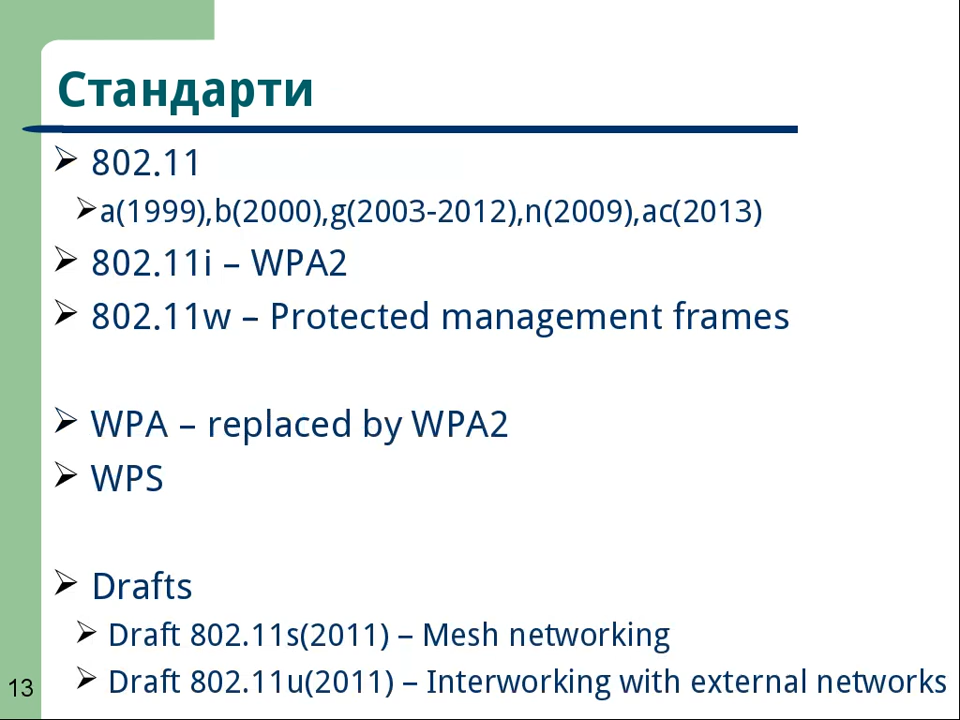 Стандарти
802.11
a(1999),b(2000),g(2003-2012),n(2009),ac(2013)
802.11i – WPA2
802.11w – Protected management frames
WPA – replaced by WPA2
WPS
Drafts
Draft 802.11s(2011) – Mesh networking
Draft 802.11u(2011) – Interworking with external networks
13